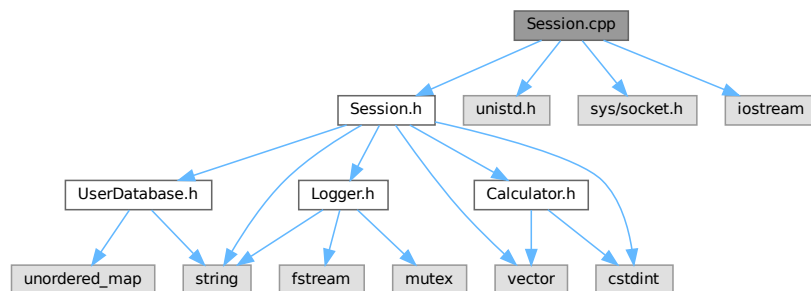 Session.cpp
Session.h
unistd.h
sys/socket.h
iostream
UserDatabase.h
Logger.h
Calculator.h
unordered_map
string
fstream
mutex
vector
cstdint